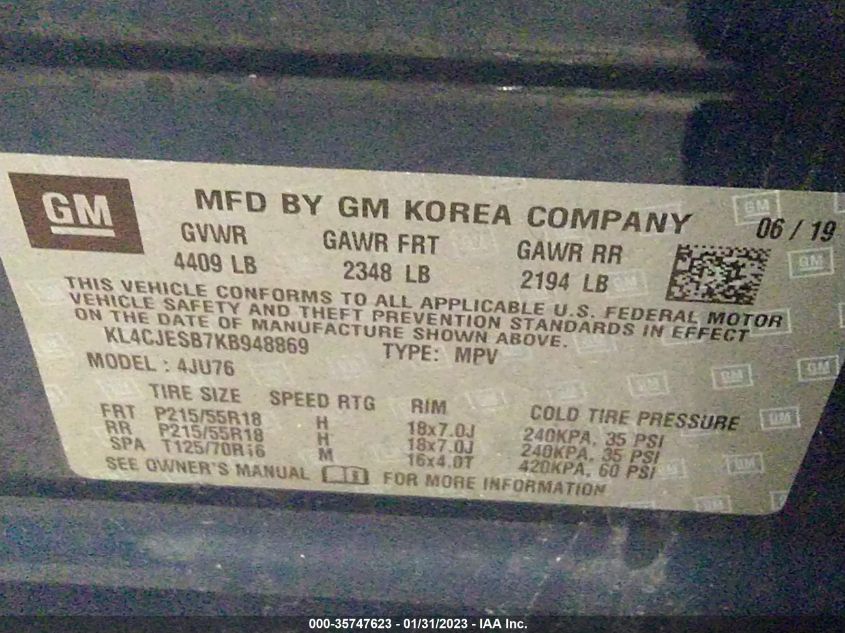 GM
MFD BY GM KOREA COMPANY 06 / 19
GVWR GAWR FRT GAWR RR
4409 LB 2348 LB 2194 LB
THIS VEHICLE CONFORMS TO ALL APPLICABLE U.S. FEDERAL MOTOR
VEHICLE SAFETY AND THEFT PREVENTION STANDARDS IN EFFECT
ON THE DATE OF MANUFACTURE SHOWN ABOVE.
KL4CJESB7KB948869 TYPE: MPV
MODEL : 4JU76
TIRE SIZE SPEED RTG RIM COLD TIRE PRESSURE
FRT P215/55R18 H 18x7.0J 240KPA, 35 PSI
RR P215/55R18 H 18x7.0J 240KPA, 35 PSI
SPA T125/70R16 M 16x4.0T 420KPA, 60 PSI
SEE OWNER'S MANUAL FOR MORE INFORMATION
000-35747623 - 01/31/2023 - IAA Inc.